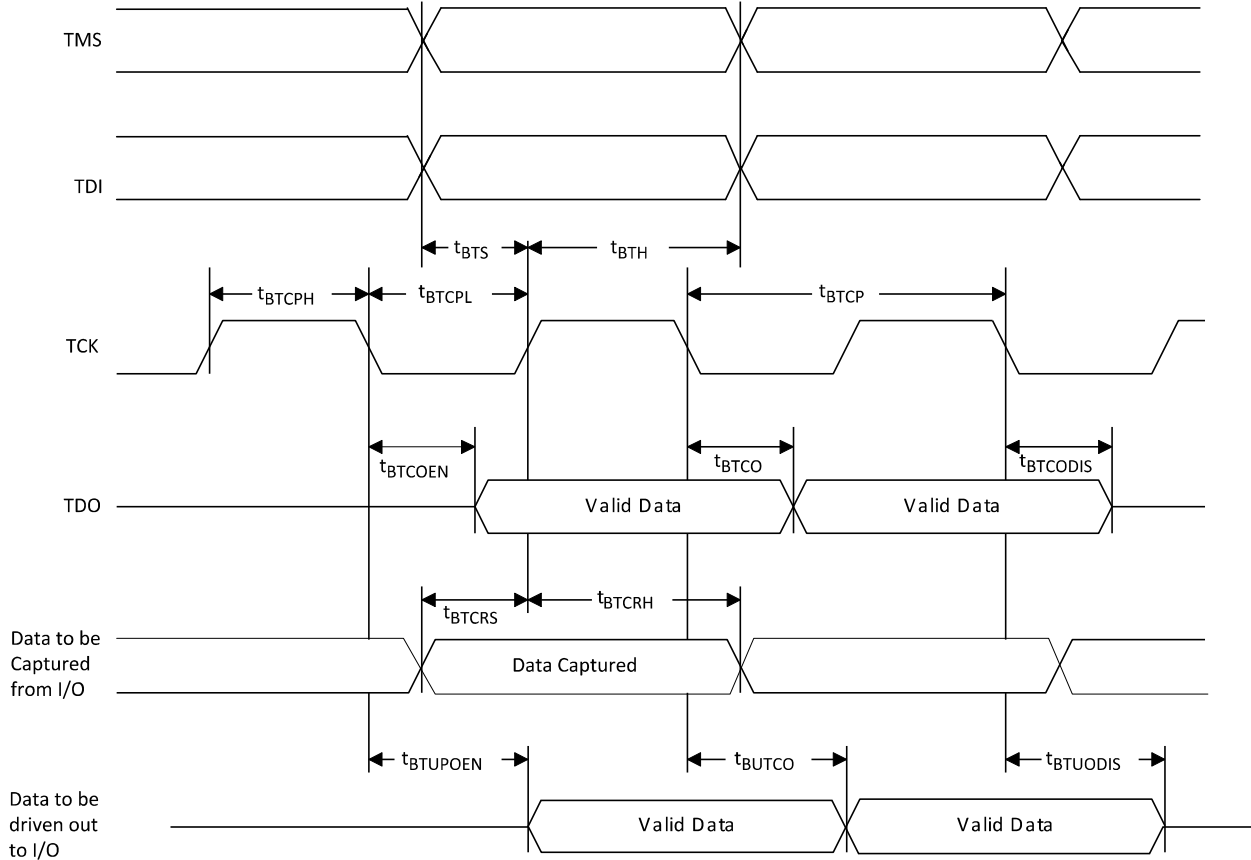 TMS
TDI
tBTS
tBTH
tBTCPH
tBTCPL
tBTCP
TCK
tBTCOEN
tBTCO
tBTCODIS
TDO
Valid Data
Valid Data
tBTCRS
tBTCRH
Data to be
Captured
from I/O
Data Captured
tBTUPOEN
tBUTCO
tBTUODIS
Data to be
driven out
to I/O
Valid Data
Valid Data